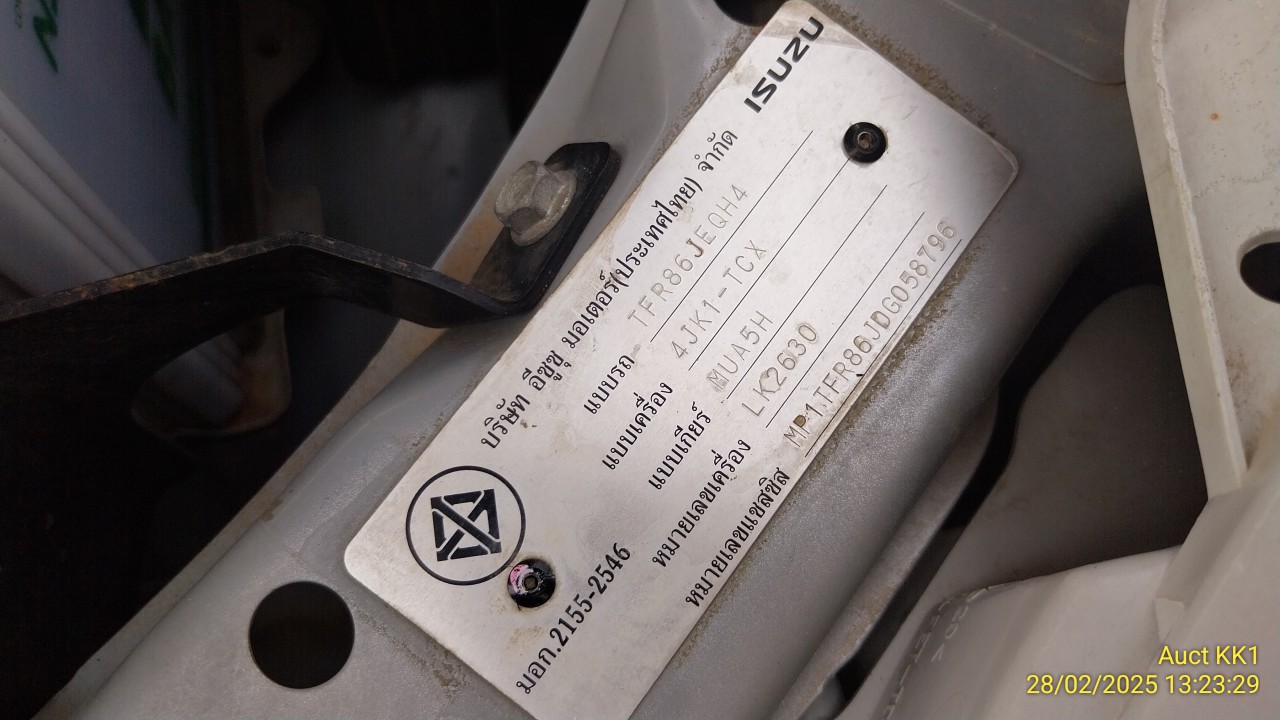 ISUZU
บริษัท อีซูซุ มอเตอร์(ประเทศไทย) จำกัด
แบบรถ TFR86JEQH4
แบบเครื่อง 4JK1-TCX
แบบเกียร์ MUA5H
หมายเลขเครื่อง LK2630
หมายเลขแชสซิส MP1TFR86JDG058796
มอก.2155-2546
Auct KK1
28/02/2025 13:23:29